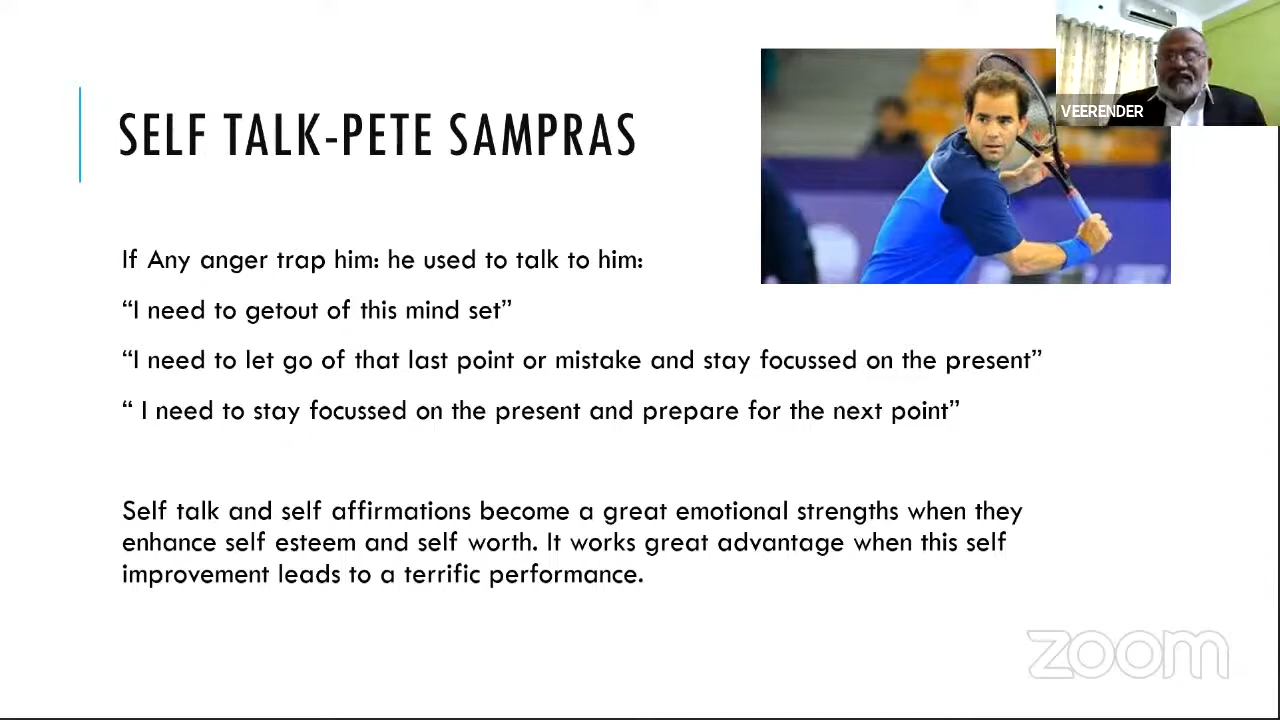 VEERENDER
SELF TALK-PETE SAMPRAS
If Any anger trap him: he used to talk to him:
“I need to getout of this mind set”
“I need to let go of that last point or mistake and stay focussed on the present”
“ I need to stay focussed on the present and prepare for the next point”
Self talk and self affirmations become a great emotional strengths when they
enhance self esteem and self worth. It works great advantage when this self
improvement leads to a terrific performance.
zoom